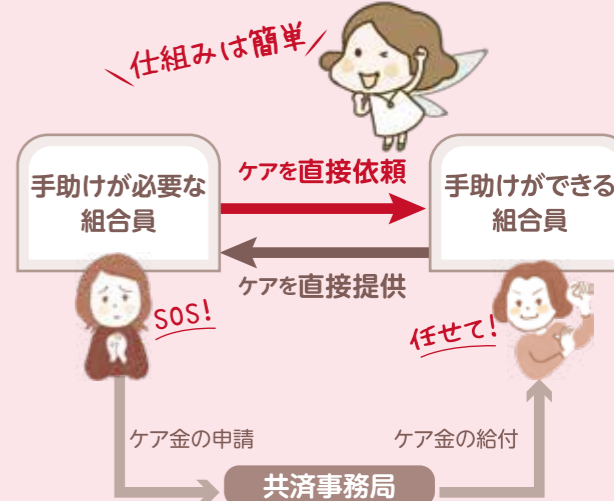 仕組みは簡単
手助けが必要な
組合員
ケアを直接依頼
手助けができる
組合員
ケアを直接提供
SOS!
任せて!
ケア金の申請
ケア金の給付
共済事務局